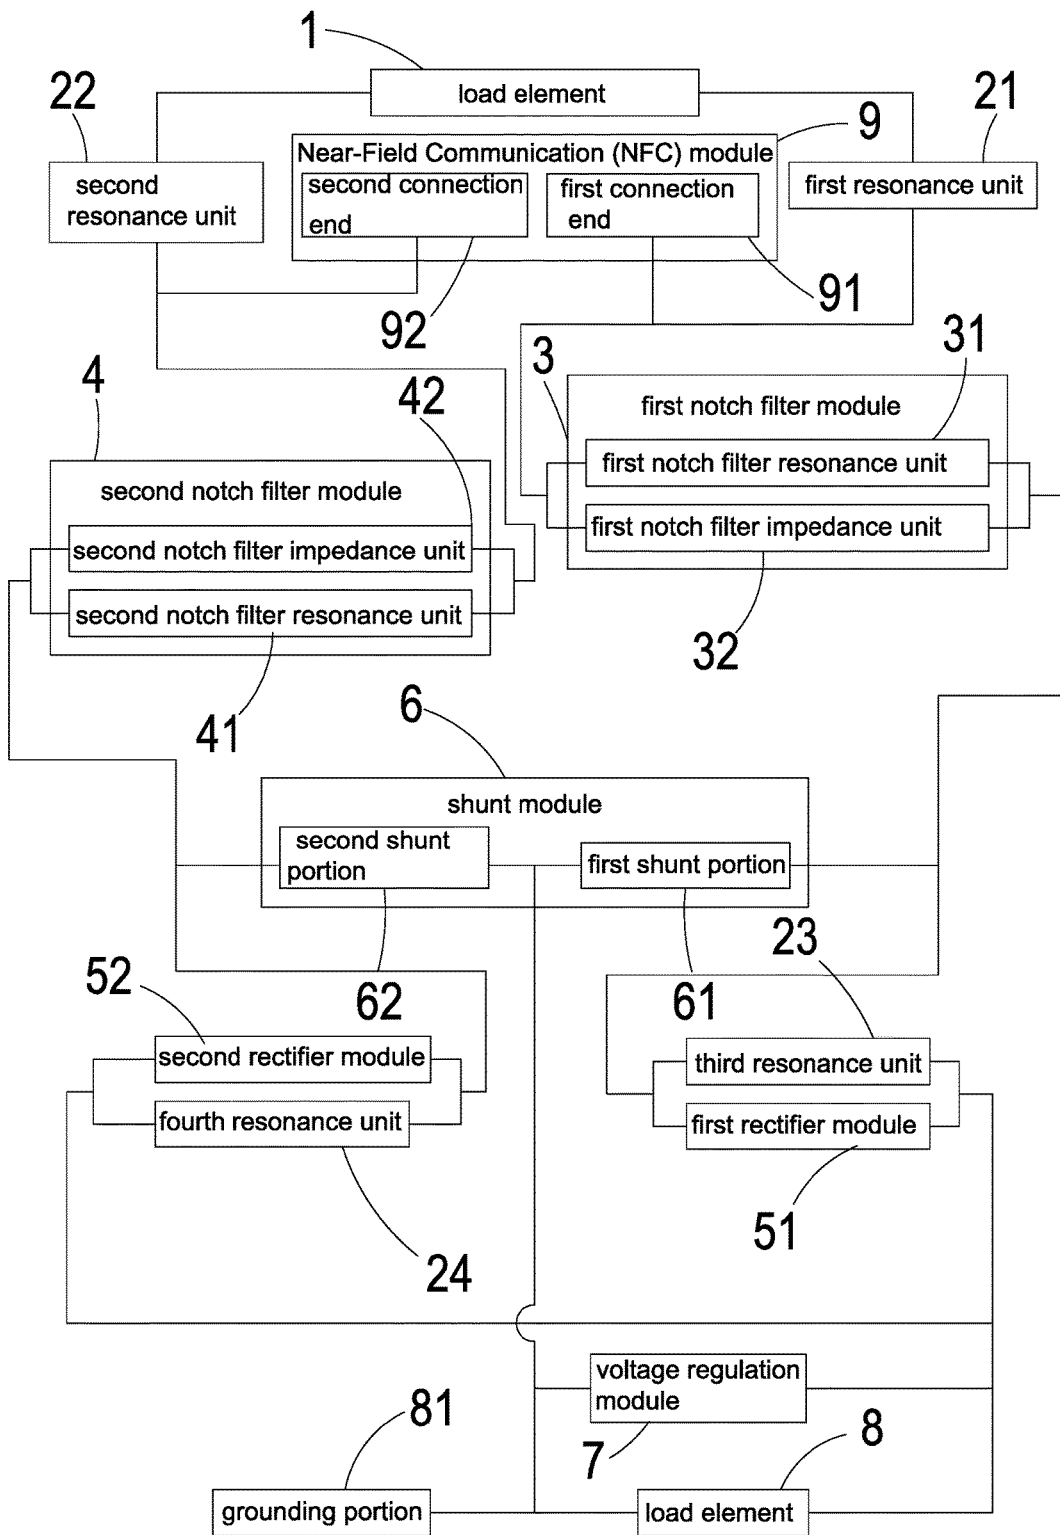 1
load element
22
21
9
Near-Field Communication (NFC) module
second connection
end
first connection
end
second
resonance unit
first resonance unit
92
91
31
3
4
42
first notch filter module
first notch filter resonance unit
first notch filter impedance unit
second notch filter module
second notch filter impedance unit
second notch filter resonance unit
32
41
6
shunt module
second shunt
portion
first shunt portion
23
52
62
61
second rectifier module
third resonance unit
fourth resonance unit
first rectifier module
51
24
voltage regulation
module
81
8
7
grounding portion
load element